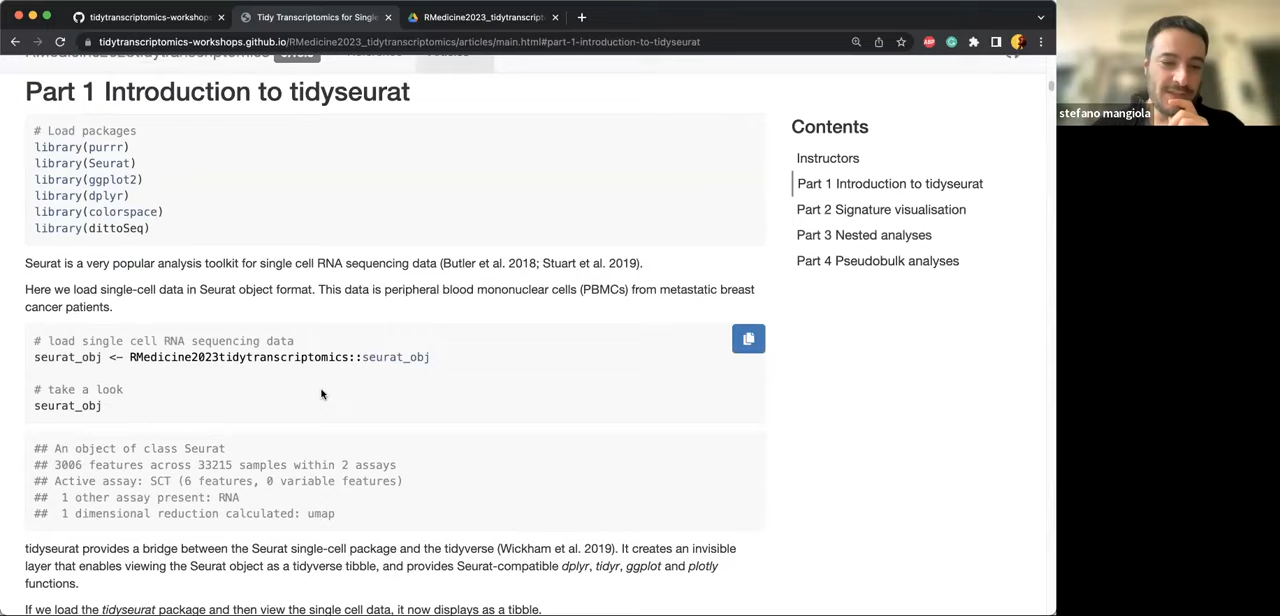 tidytranscriptomics-workshops
Tidy Transcriptomics for Single
RMedicine2023_tidytranscript
tidytranscriptomics-workshops.github.io/RMedicine2023_tidytranscriptomics/articles/main.html#part-1-introduction-to-tidyseurat
Part 1 Introduction to tidyseurat
# Load packages
library(purrr)
library(Seurat)
library(ggplot2)
library(dplyr)
library(colorspace)
library(dittoSeq)
Seurat is a very popular analysis toolkit for single cell RNA sequencing data (Butler et al. 2018; Stuart et al. 2019).
Here we load single-cell data in Seurat object format. This data is peripheral blood mononuclear cells (PBMCs) from metastatic breast
cancer patients.
# load single cell RNA sequencing data
seurat_obj <- RMedicine2023tidytranscriptomics::seurat_obj
# take a look
seurat_obj
## An object of class Seurat
## 3006 features across 33215 samples within 2 assays
## Active assay: SCT (6 features, 0 variable features)
##  1 other assay present: RNA
##  1 dimensional reduction calculated: umap
tidyseurat provides a bridge between the Seurat single-cell package and the tidyverse (Wickham et al. 2019). It creates an invisible
layer that enables viewing the Seurat object as a tidyverse tibble, and provides Seurat-compatible dplyr, tidyr, ggplot and plotly
functions.
If we load the tidyseurat package and then view the single cell data, it now displays as a tibble.
Contents
Instructors
Part 1 Introduction to tidyseurat
Part 2 Signature visualisation
Part 3 Nested analyses
Part 4 Pseudobulk analyses
stefano mangiola